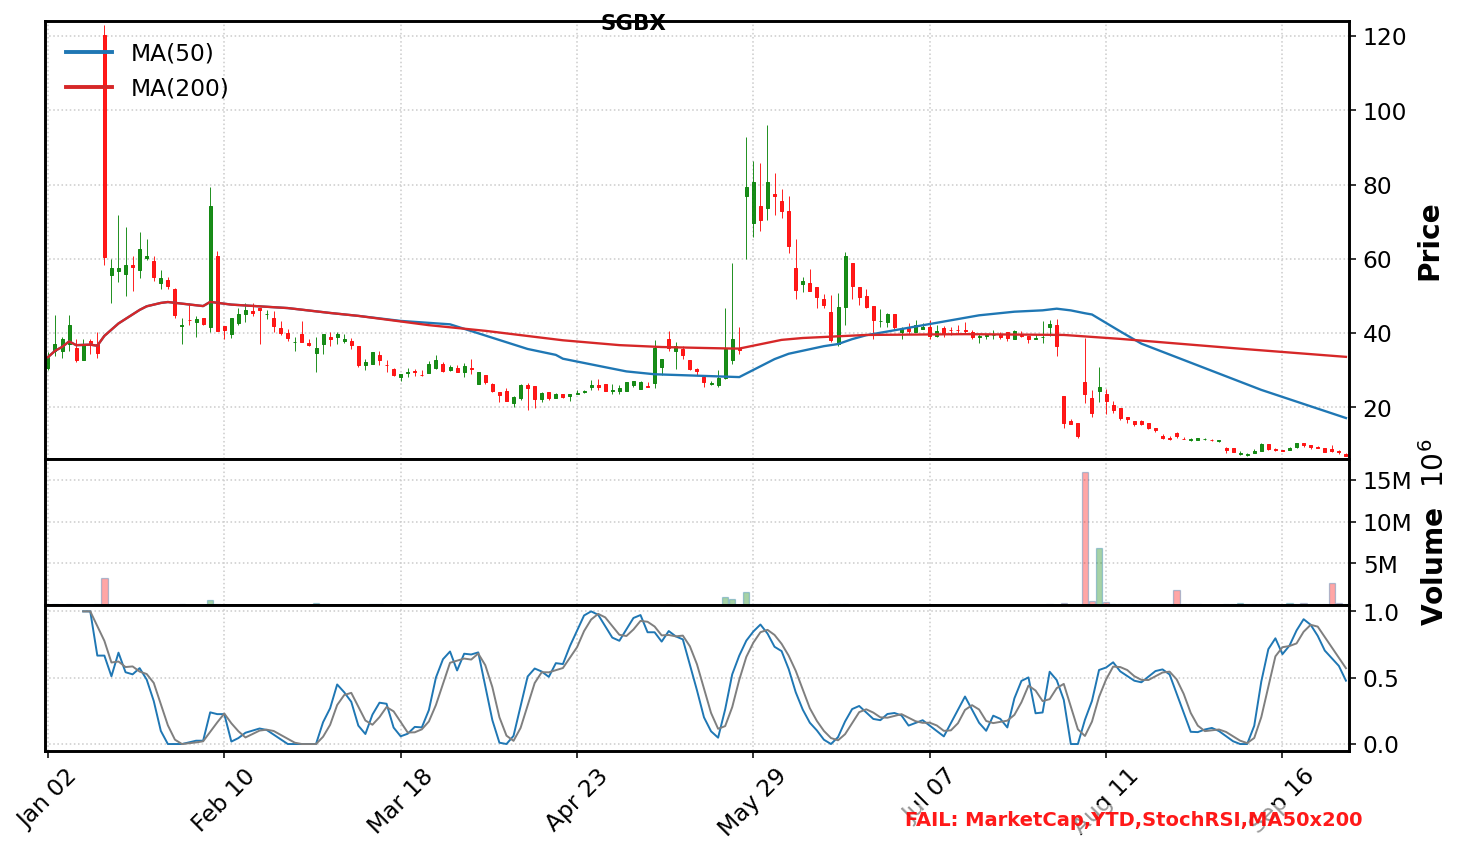 SGBX
MA(50)
MA(200)
120
100
80
60
40
20
Price
15M
10M
5M
Volume 10^6
1.0
0.5
0.0
Jan 02
Feb 10
Mar 18
Apr 23
May 29
Jul 07
Aug 11
Sep 16
FAIL: MarketCap,YTD,StochRSI,MA50x200